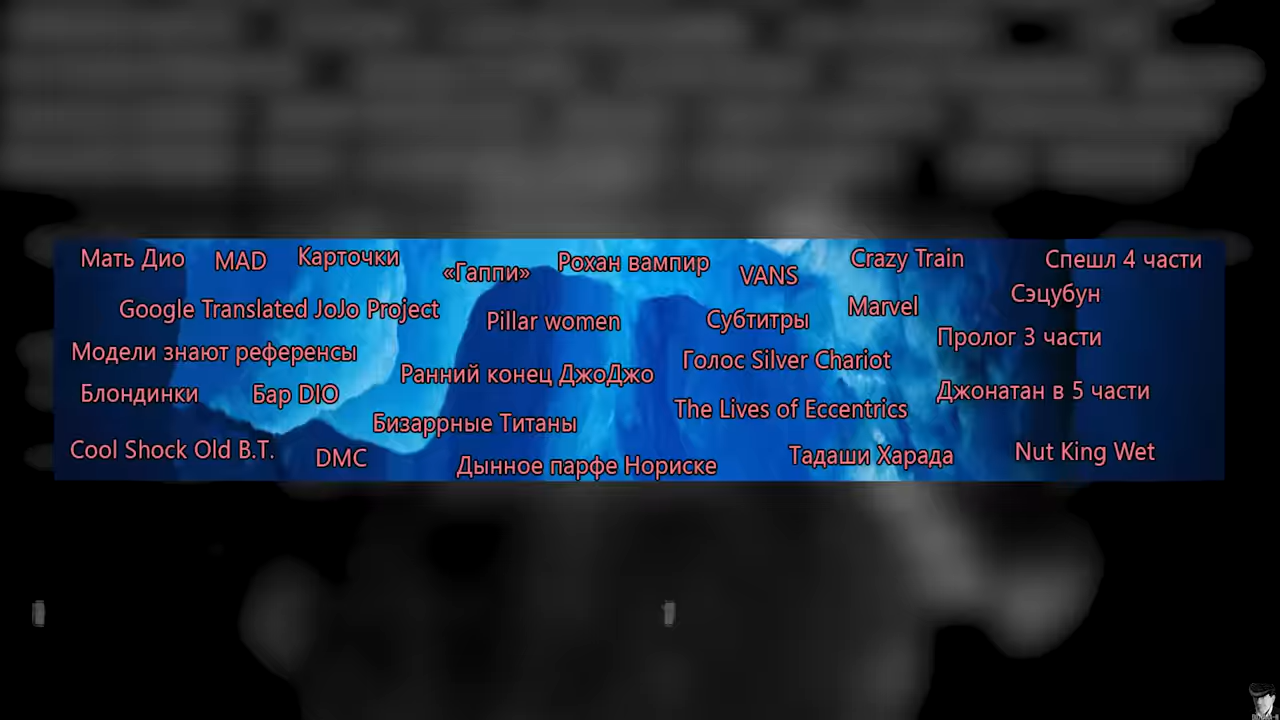 Мать Дио
MAD
Карточки
«Гаппи»
Рохан вампир
VANS
Crazy Train
Спешл 4 части
Google Translated JoJo Project
Pillar women
Субтитры
Marvel
Сэцубун
Модели знают референсы
Ранний конец ДжоДжо
Голос Silver Chariot
Пролог 3 части
Блондинки
Бар DIO
Бизаррные Титаны
The Lives of Eccentrics
Джонатан в 5 части
Cool Shock Old B.T.
DMC
Дынное парфе Нориске
Тадаши Харада
Nut King Wet